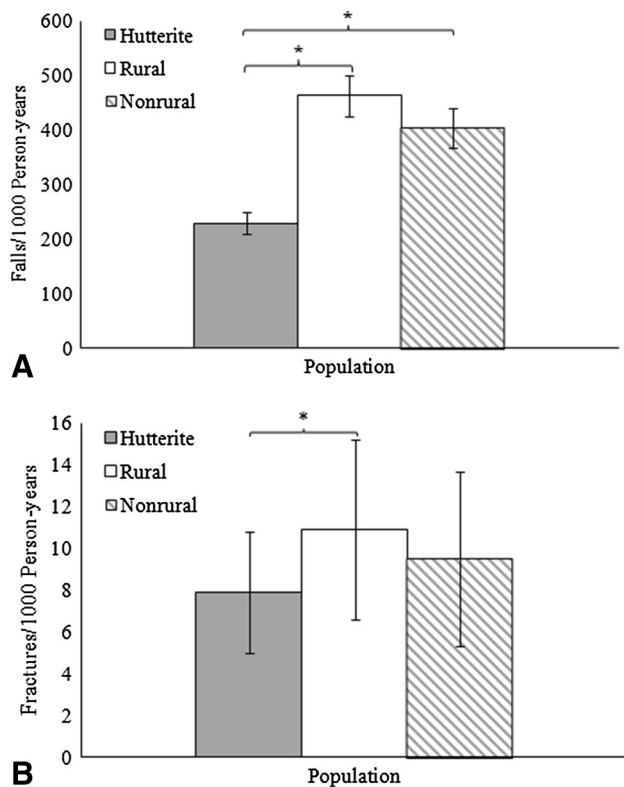 600
500
400
300
200
100
0
Falls/1000 Person-years
Hutterite
Rural
Nonrural
*
*
Population
A
16
14
12
10
8
6
4
2
0
Fractures/1000 Person-years
Hutterite
Rural
Nonrural
*
Population
B